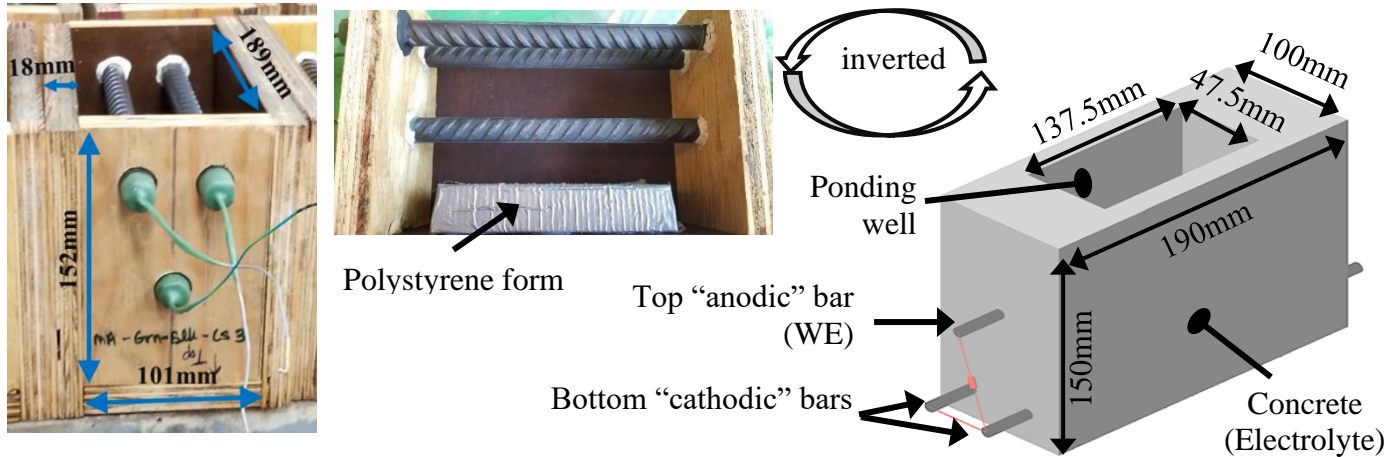 18mm
189mm
152mm
MA-Grn-Blk-CS 3
101mm
Polystyrene form
inverted
100mm
47.5mm
137.5mm
Ponding
well
190mm
Top “anodic” bar
(WE)
150mm
Bottom “cathodic” bars
Concrete
(Electrolyte)